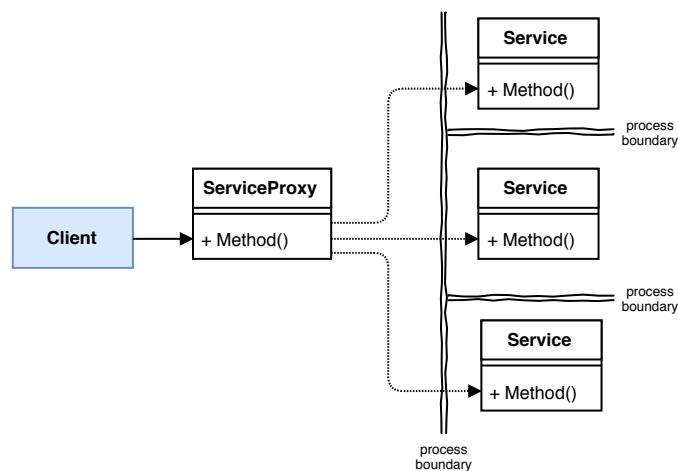 Service
+ Method()
process
boundary
ServiceProxy
+ Method()
Service
+ Method()
Client
process
boundary
Service
+ Method()
process
boundary